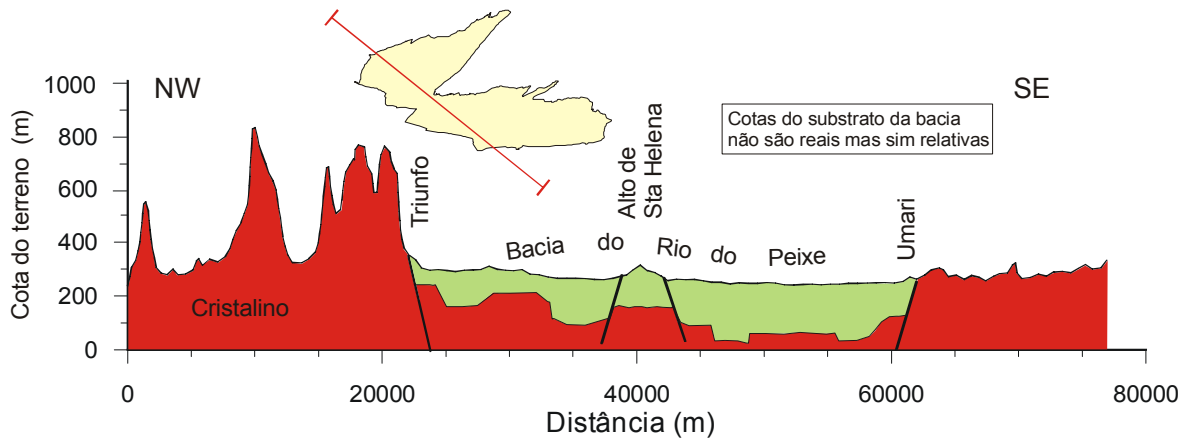 NW
SE
Cotas do substrato da bacia
não são reais mas sim relativas
Cota do terreno (m)
1000
800
600
400
200
0
Triunfo
Alto de
Sta Helena
Umari
Bacia do Rio do Peixe
Cristalino
0 20000 40000 60000 80000
Distância (m)